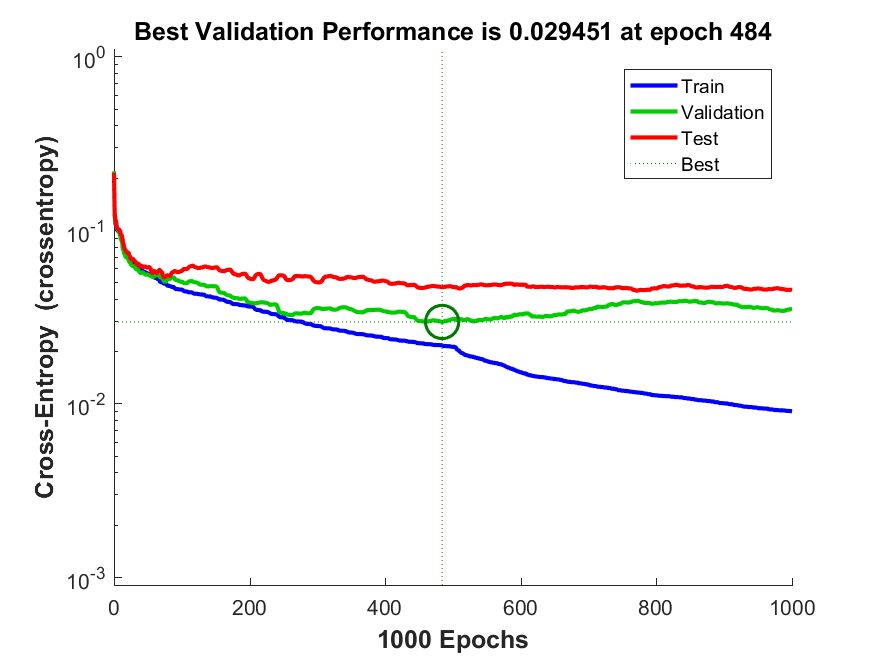 Best Validation Performance is 0.029451 at epoch 484
Cross-Entropy (crossentropy)
10^0
10^-1
10^-2
10^-3
Train
Validation
Test
Best
0 200 400 600 800 1000
1000 Epochs